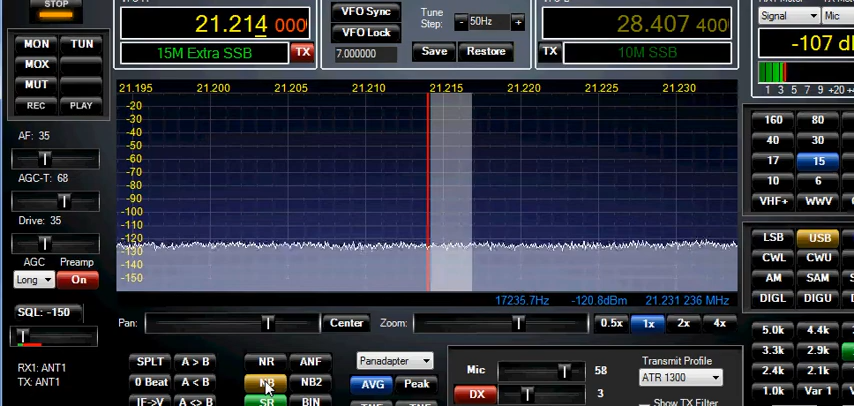 STOP
MON TUN
MOX
MUT
REC PLAY
AF: 35
AGC-T: 68
Drive: 35
AGC Preamp
Long On
SQL: -150
RX1: ANT1
TX: ANT1
21.214 000
15M Extra SSB TX
VFO Sync
VFO Lock
7.000000
Tune
Step: - 50Hz +
Save Restore
28.407 400
TX 10M SSB
Signal Mic
-107 d
1 3 5 7 9 +20
21.195 21.200 21.205 21.210 21.215 21.220 21.225 21.230
-20
-30
-40
-50
-60
-70
-80
-90
-100
-110
-120
-130
-140
-150
17235.7Hz -120.8dBm 21.231 236 MHz
Pan: Center Zoom: 0.5x 1x 2x 4x
160 80
40 30
17 15
10 6
VHF+ WWV
LSB USB
CWL CWU
AM SAM
DIGL DIGU
5.0k 4.4k
3.3k 2.9k
2.4k 2.1k
1.0k Var 1
SPLT A > B
0 Beat A < B
IF->V A <> B
NR ANF
NB NB2
SR BIN
Panadapter
AVG Peak
Mic 58
DX 3
Transmit Profile
ATR 1300
Show TX Filter